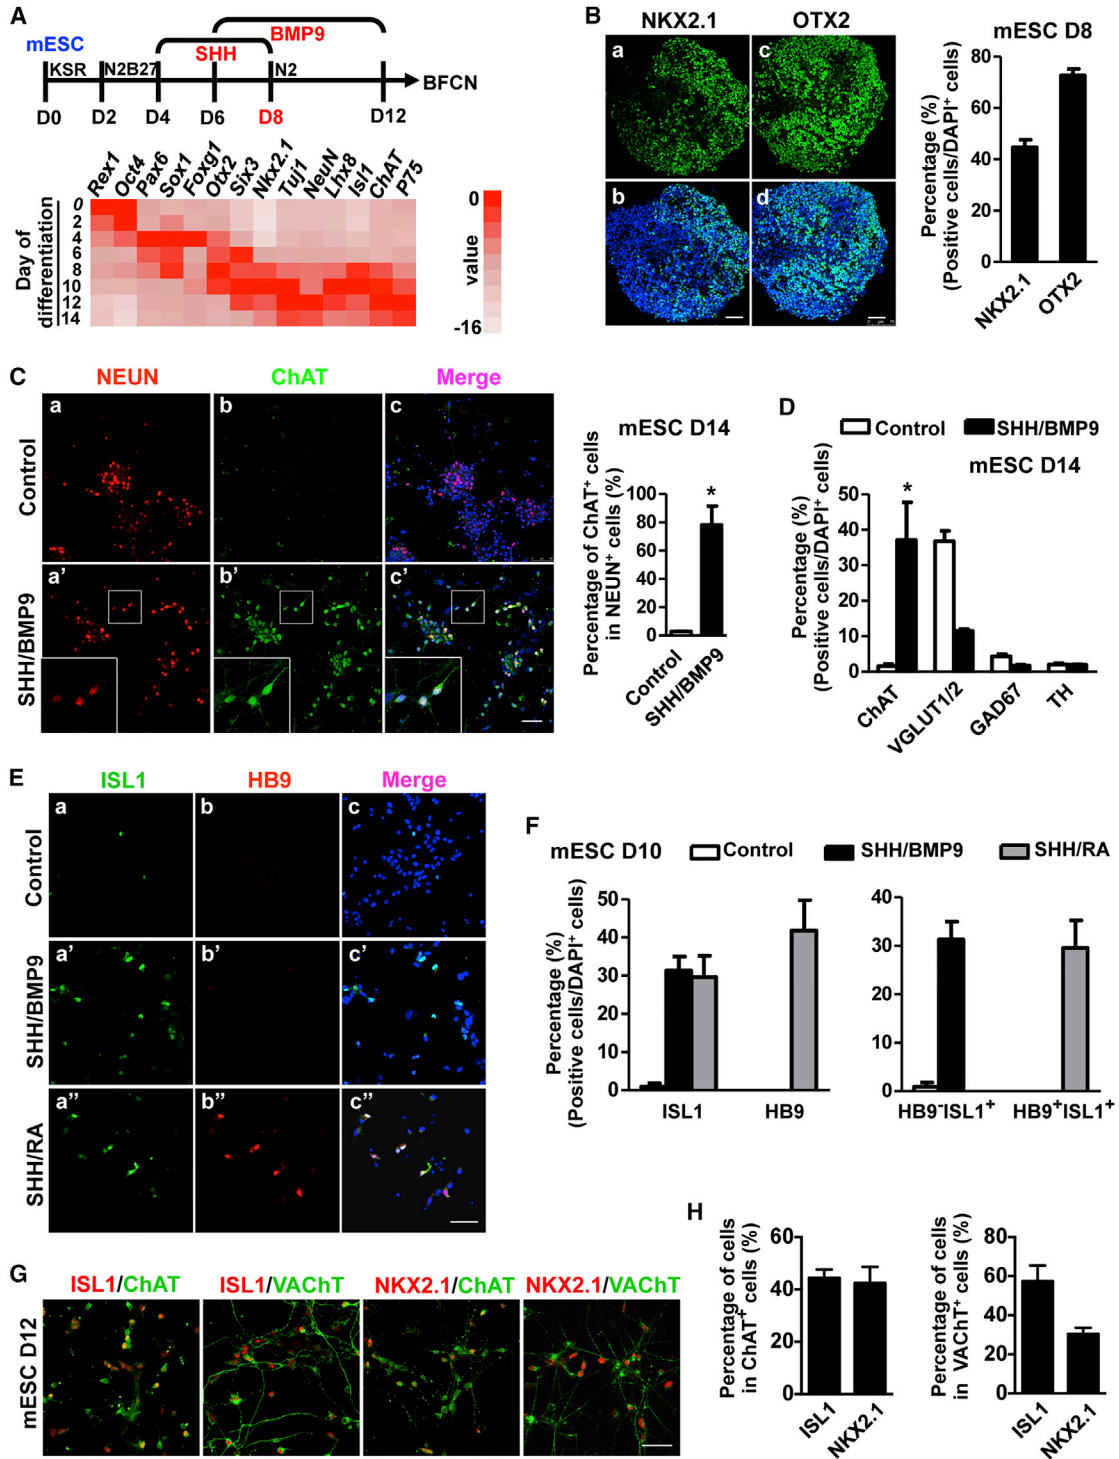 A
mESC
KSR
N2B27
SHH
BMP9
N2
BFCN
D0 D2 D4 D6 D8 D12
Rex1 Oct4 Pax6 Sox1 Foxg1 Otx2 Six3 Nkx2.1 Tuj1 NeuN Lhx8 Isl1 ChAT P75
Day of differentiation
0
2
4
6
8
10
12
14
0
value
-16
B
NKX2.1 OTX2
a c
b d
mESC D8
Percentage (%)
(Positive cells/DAPI+ cells)
80
60
40
20
0
NKX2.1 OTX2
C
NEUN ChAT Merge
Control
a b c
SHH/BMP9
a' b' c'
mESC D14
Percentage of ChAT+ cells
in NEUN+ cells (%)
100
80
60
40
20
0
*
Control SHH/BMP9
D
Control SHH/BMP9
mESC D14
Percentage (%)
(Positive cells/DAPI+ cells)
50
40
30
20
10
0
*
ChAT VGLUT1/2 GAD67 TH
E
ISL1 HB9 Merge
Control
a b c
SHH/BMP9
a' b' c'
SHH/RA
a" b" c"
F
mESC D10 Control SHH/BMP9 SHH/RA
Percentage (%)
(Positive cells/DAPI+ cells)
50
40
30
20
10
0
ISL1 HB9
40
30
20
30
40
0
HB9-ISL1+ HB9+ISL1+
G
ISL1/ChAT ISL1/VAChT NKX2.1/ChAT NKX2.1/VAChT
mESC D12
H
Percentage of cells
in ChAT+ cells (%)
60
40
20
0
ISL1 NKX2.1
Percentage of cells
in VAChT+ cells (%)
80
60
40
20
0
ISL1 NKX2.1